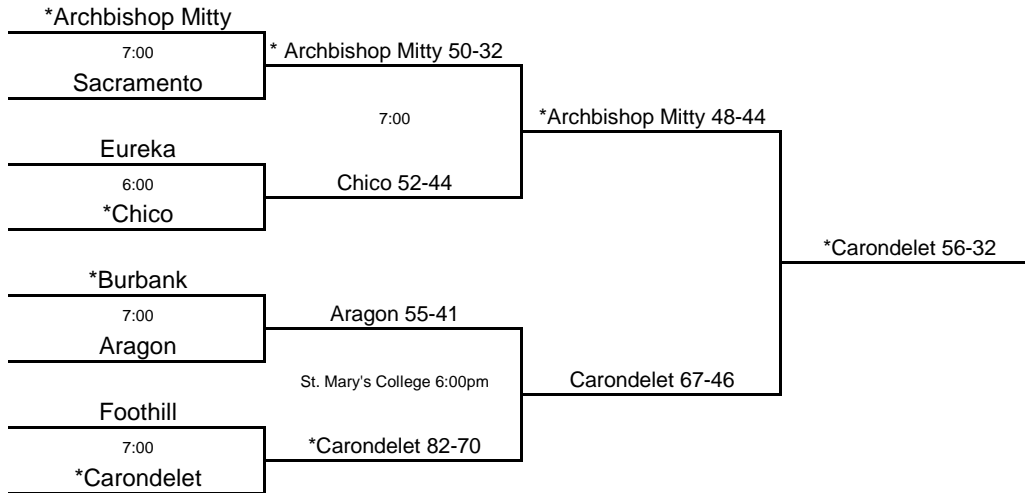 *Archbishop Mitty
7:00
* Archbishop Mitty 50-32
Sacramento
7:00
*Archbishop Mitty 48-44
Eureka
6:00
Chico 52-44
*Chico
*Carondelet 56-32
*Burbank
7:00
Aragon 55-41
Aragon
St. Mary's College 6:00pm
Carondelet 67-46
Foothill
7:00
*Carondelet 82-70
*Carondelet